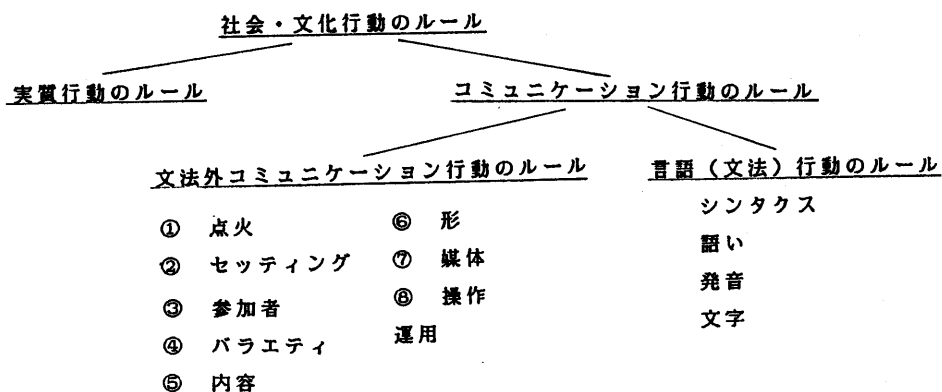 社会・文化行動のルール
実質行動のルール
コミュニケーション行動のルール
文法外コミュニケーション行動のルール
① 点火
② セッティング
③ 参加者
④ バラエティ
⑤ 内容
⑥ 形
⑦ 媒体
⑧ 操作
運用
言語(文法)行動のルール
シンタクス
語い
発音
文字